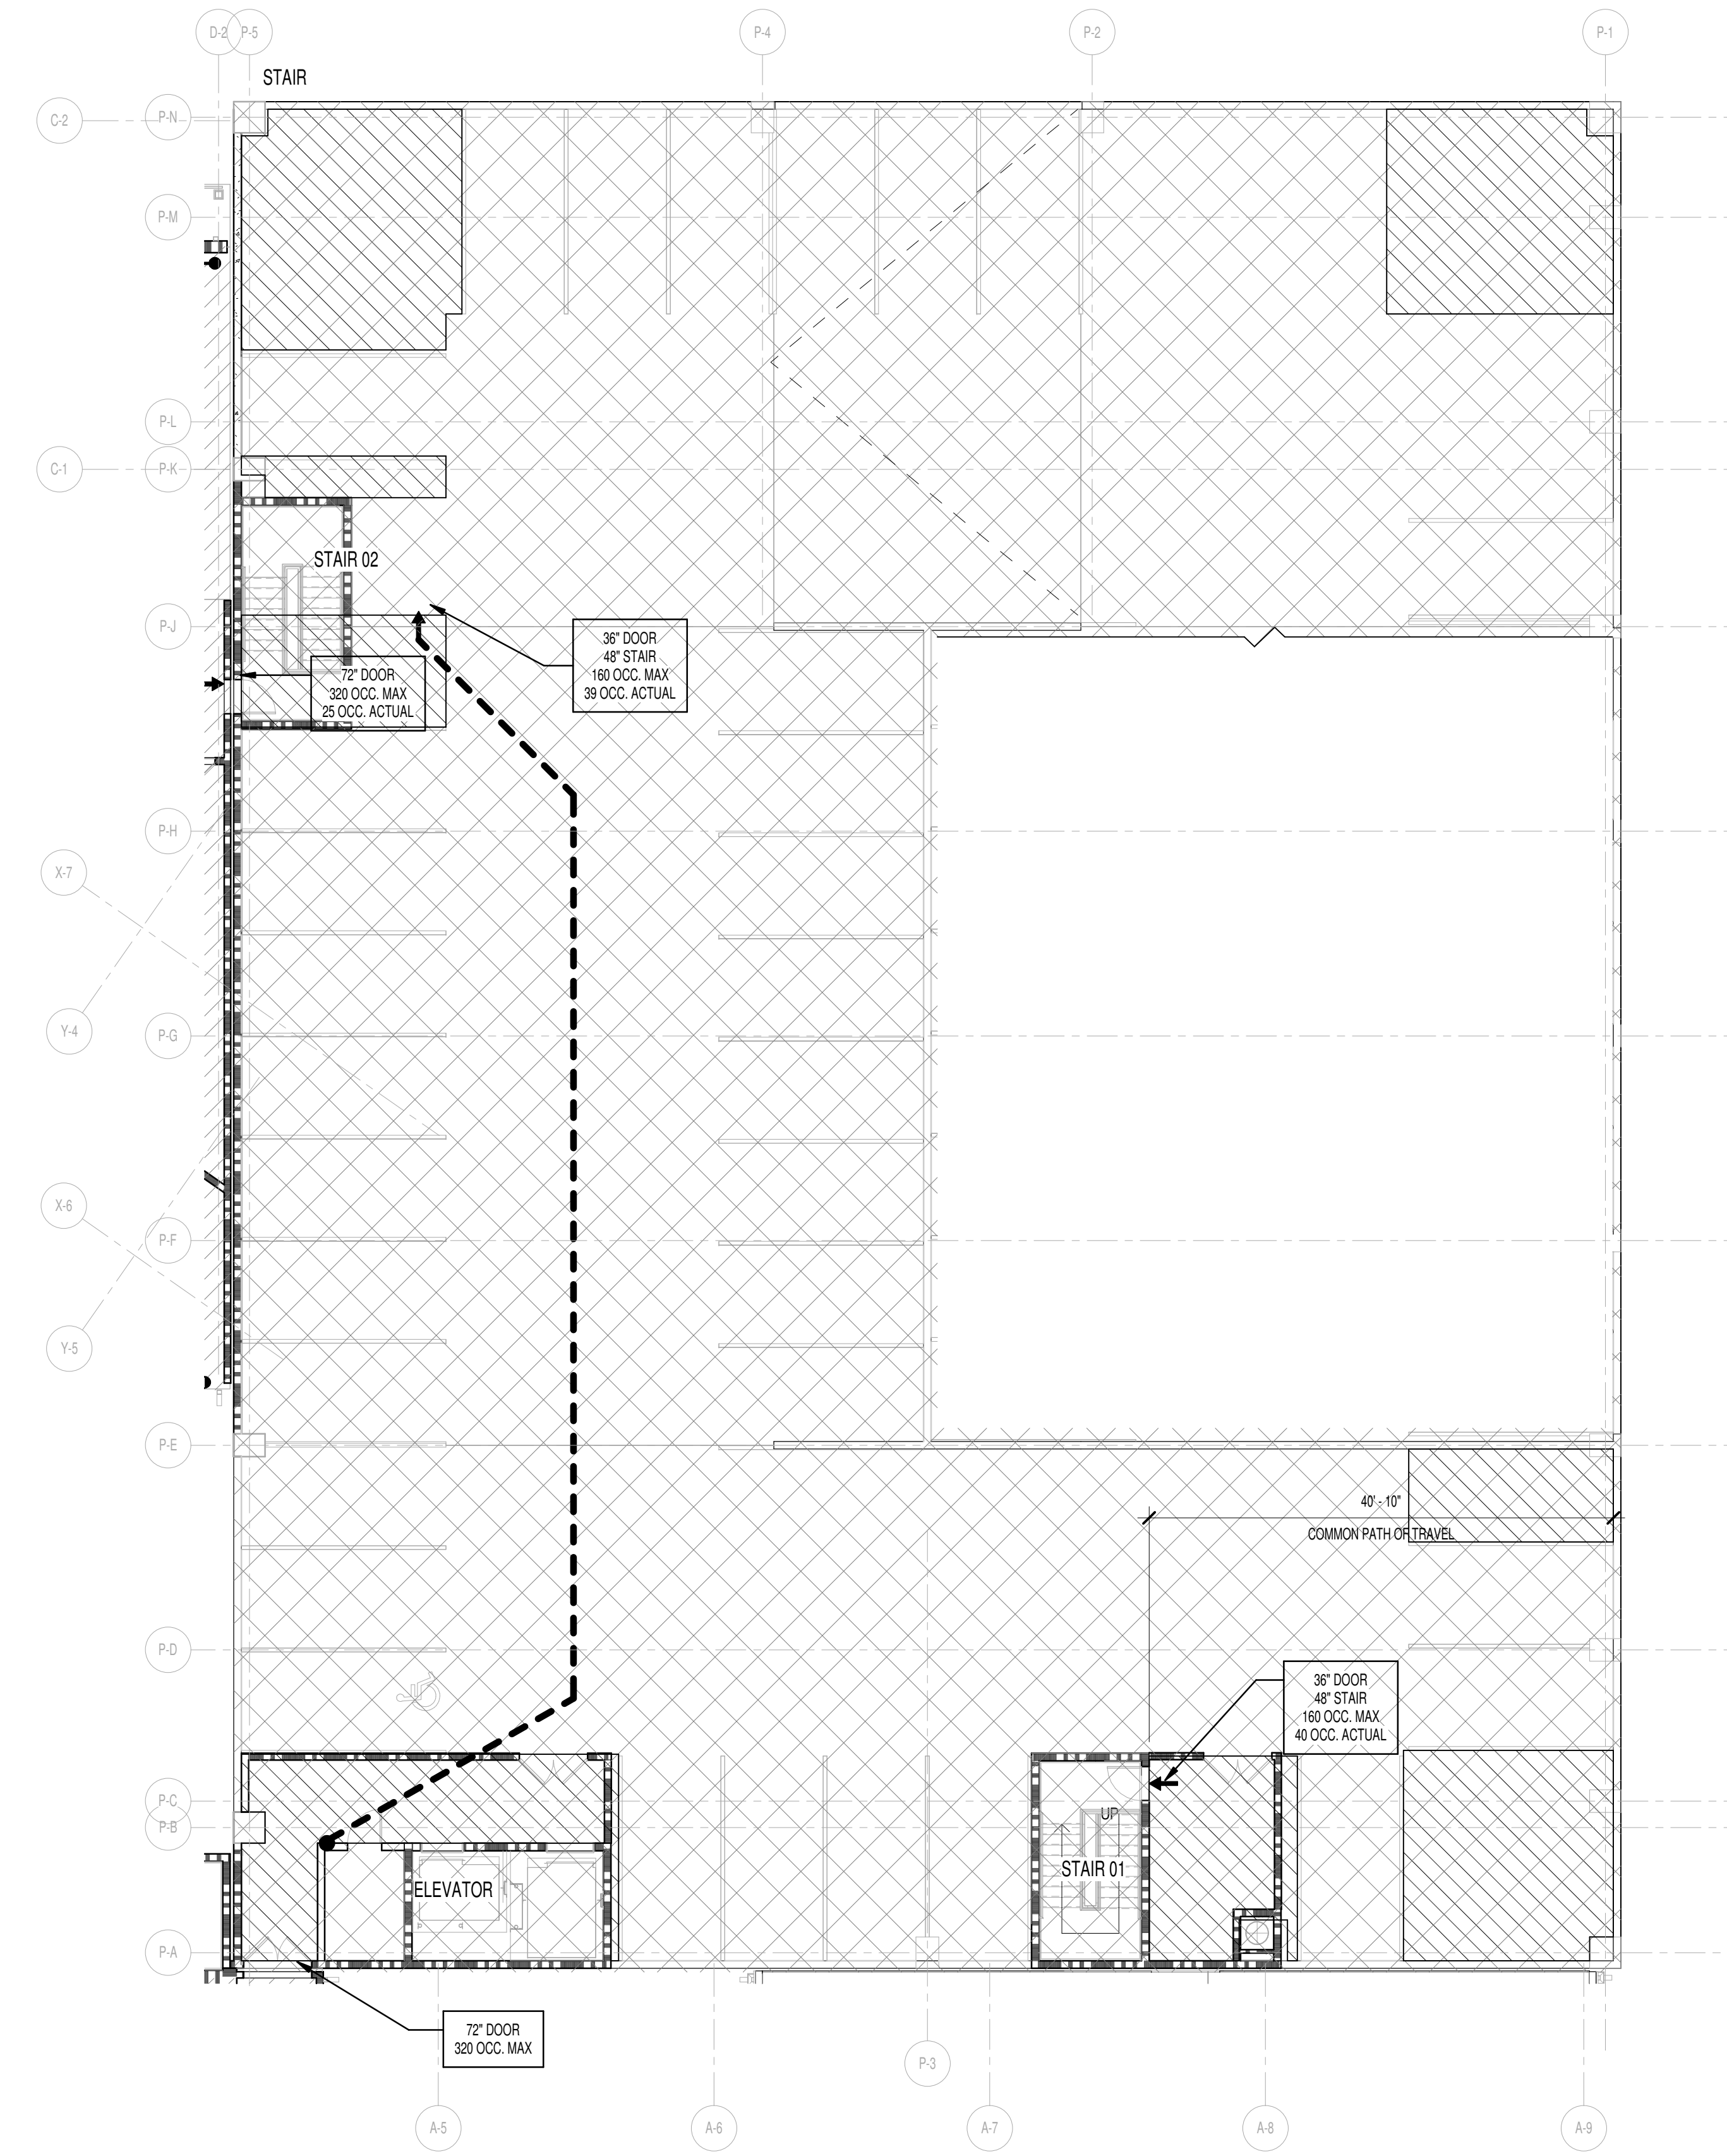 D-2
P-5
P-4
P-2
P-1
STAIR
C-2
P-N
P-M
P-L
C-1
P-K
STAIR 02
P-J
36" DOOR
48" STAIR
160 OCC. MAX
39 OCC. ACTUAL
72" DOOR
320 OCC. MAX
25 OCC. ACTUAL
P-H
X-7
Y-4
P-G
X-6
P-F
Y-5
P-E
40' - 10"
COMMON PATH OF TRAVEL
P-D
36" DOOR
48" STAIR
160 OCC. MAX
40 OCC. ACTUAL
P-C
P-B
UP
STAIR 01
ELEVATOR
P-A
72" DOOR
320 OCC. MAX
P-3
A-5
A-6
A-7
A-8
A-9